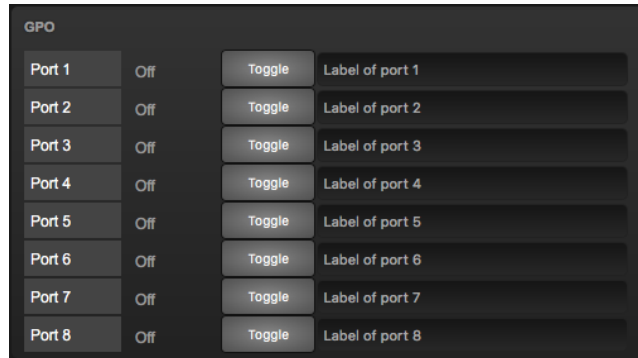 GPO
Port 1 Off Toggle Label of port 1
Port 2 Off Toggle Label of port 2
Port 3 Off Toggle Label of port 3
Port 4 Off Toggle Label of port 4
Port 5 Off Toggle Label of port 5
Port 6 Off Toggle Label of port 6
Port 7 Off Toggle Label of port 7
Port 8 Off Toggle Label of port 8